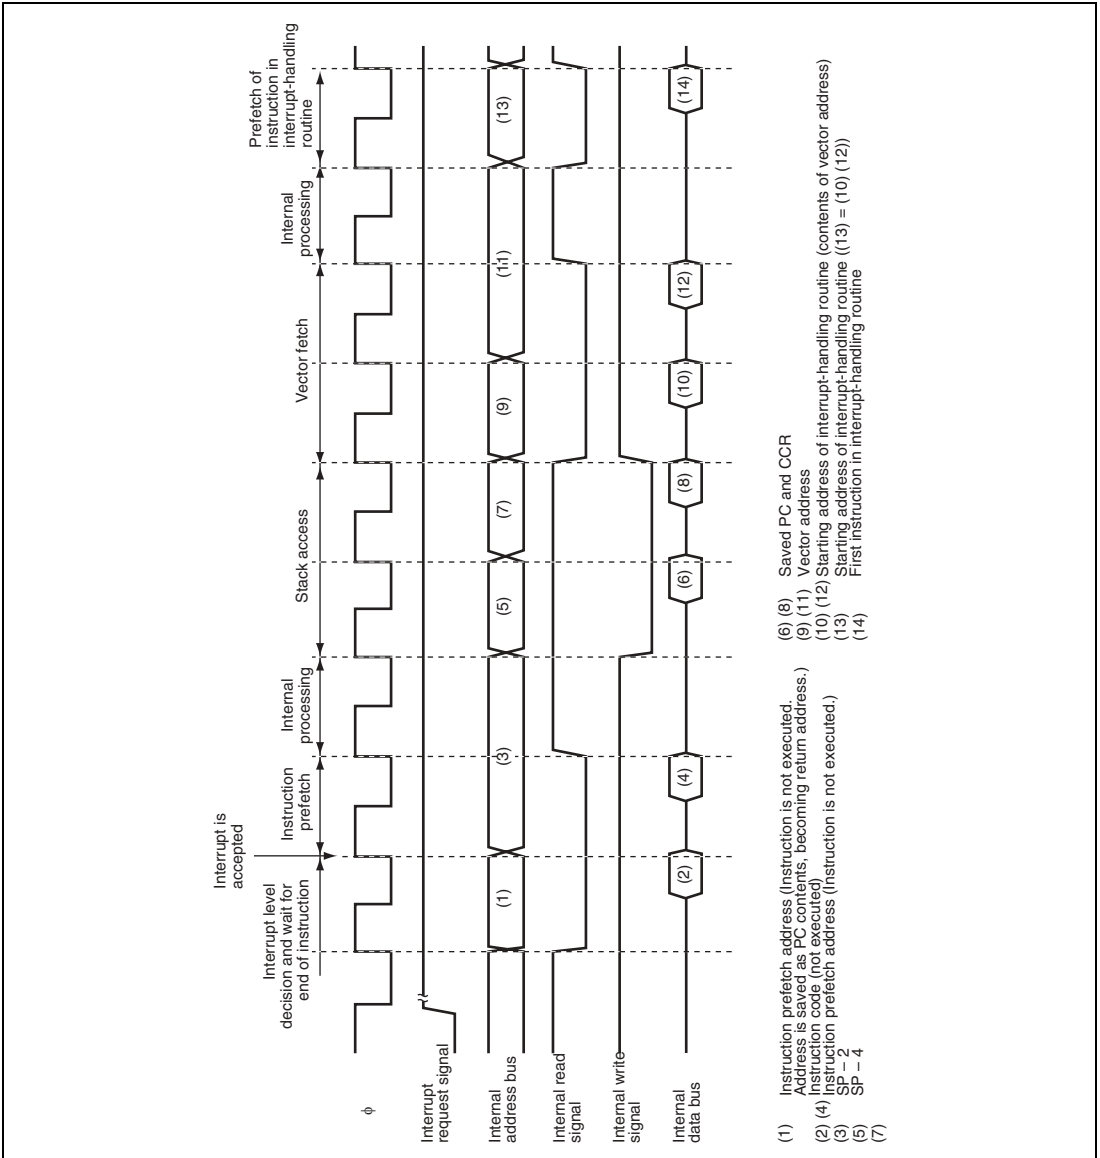 Interrupt is
accepted
Interrupt level
decision and wait for
end of instruction
Instruction
prefetch
Internal
processing
Stack access
Vector fetch
Internal
processing
Prefetch of
instruction in
interrupt-handling
routine
φ
Interrupt
request signal
Internal
address bus
(1)
(3)
(5)
(7)
(9)
(11)
(13)
Internal read
signal
Internal write
signal
Internal
data bus
(2)
(4)
(6)
(8)
(10)
(12)
(14)
(1) Instruction prefetch address (Instruction is not executed.
Address is saved as PC contents, becoming return address.)
(2) (4) Instruction code (not executed)
(3) Instruction prefetch address (Instruction is not executed.)
(5) SP – 2
(7) SP – 4
(6) (8) Saved PC and CCR
(9) (11) Vector address
(10) (12) Starting address of interrupt-handling routine (contents of vector address)
(13) Starting address of interrupt-handling routine ((13) = (10) (12))
(14) First instruction in interrupt-handling routine